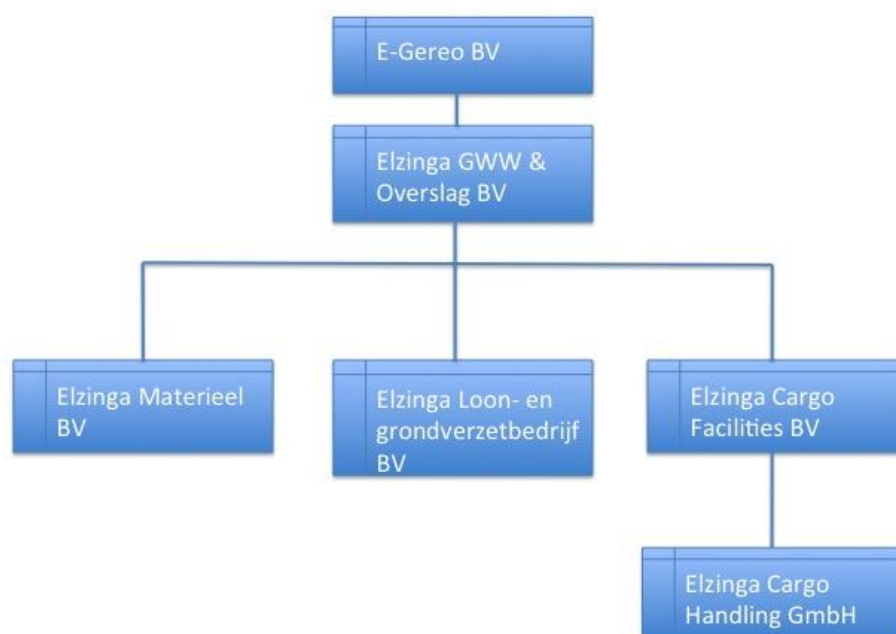 E-Gereo BV
Elzinga GWW &
Overslag BV
Elzinga Materieel
BV
Elzinga Loon- en
grondverzetbedrijf
BV
Elzinga Cargo
Facilities BV
Elzinga Cargo
Handling GmbH